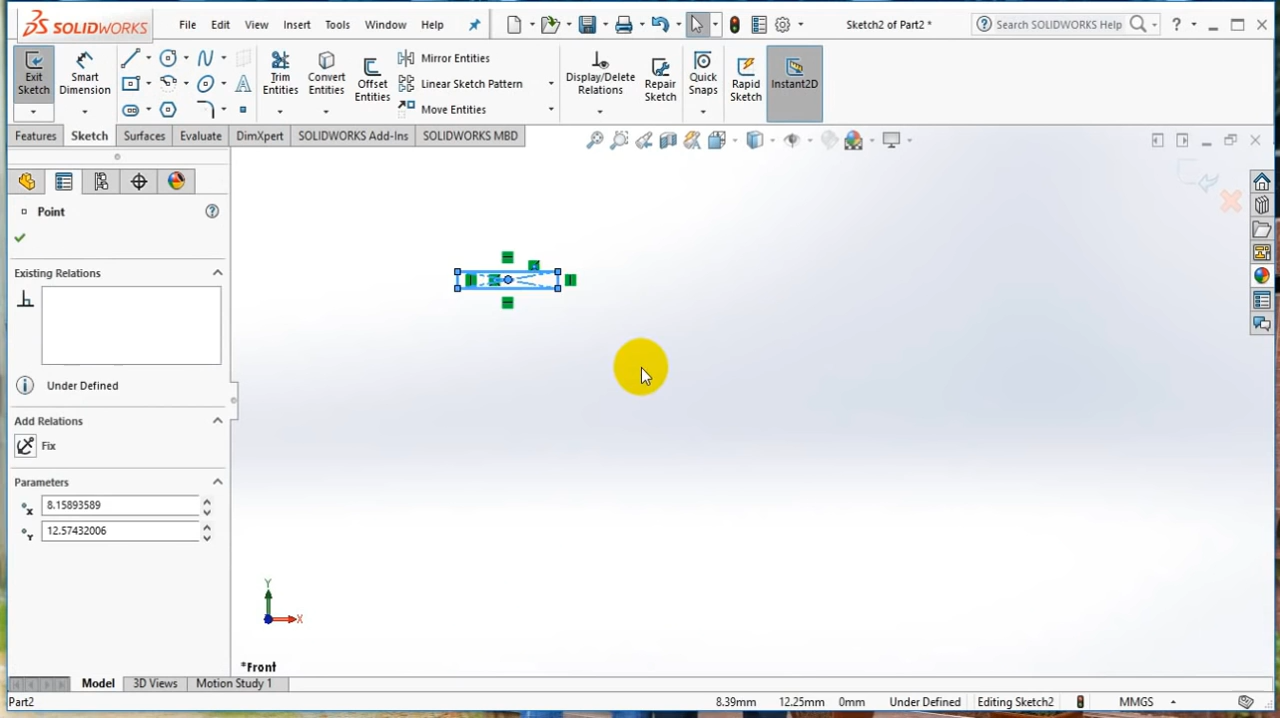 SOLIDWORKS File Edit View Insert Tools Window Help Sketch2 of Part2 * Search SOLIDWORKS Help ?
Exit Sketch
Smart Dimension
Trim Entities
Convert Entities
Offset Entities
Mirror Entities
Linear Sketch Pattern
Move Entities
Display/Delete Relations
Repair Sketch
Quick Snaps
Rapid Sketch
Instant2D
Features Sketch Surfaces Evaluate DimXpert SOLIDWORKS Add-Ins SOLIDWORKS MBD
Point ?
Existing Relations
Under Defined
Add Relations
Fix
Parameters
X 8.15893589
Y 12.57432006
Y
X
*Front
Model 3D Views Motion Study 1
Part2 8.39mm 12.25mm 0mm Under Defined Editing Sketch2 MMGS